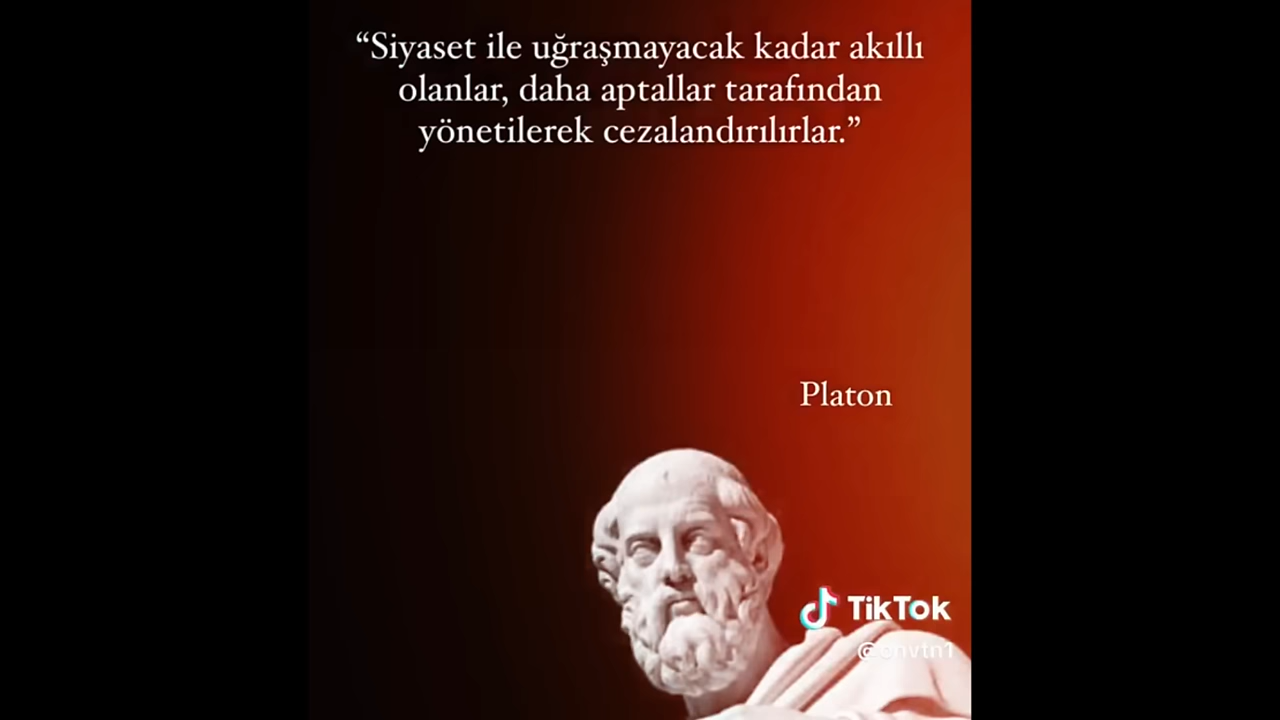 “Siyaset ile uğraşmayacak kadar akıllı
olanlar, daha aptallar tarafından
yönetilerek cezalandırılırlar.”
Platon
TikTok